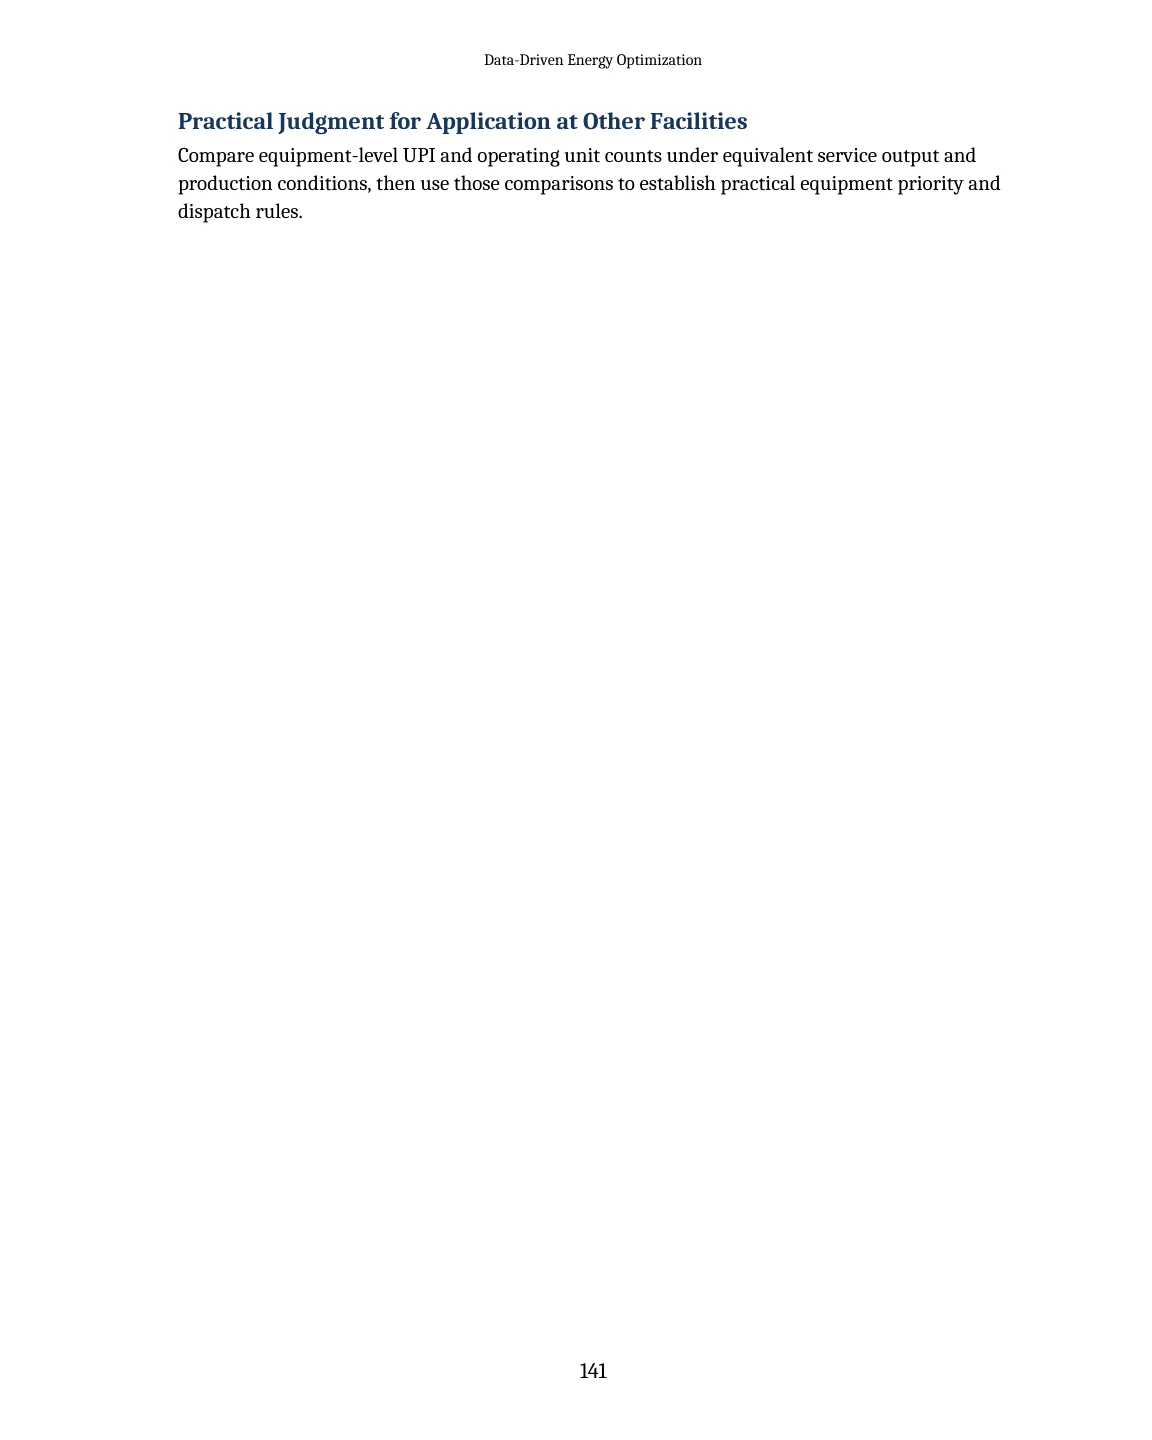 Data-Driven Energy Optimization
Practical Judgment for Application at Other Facilities
Compare equipment-level UPI and operating unit counts under equivalent service output and
production conditions, then use those comparisons to establish practical equipment priority and
dispatch rules.
141